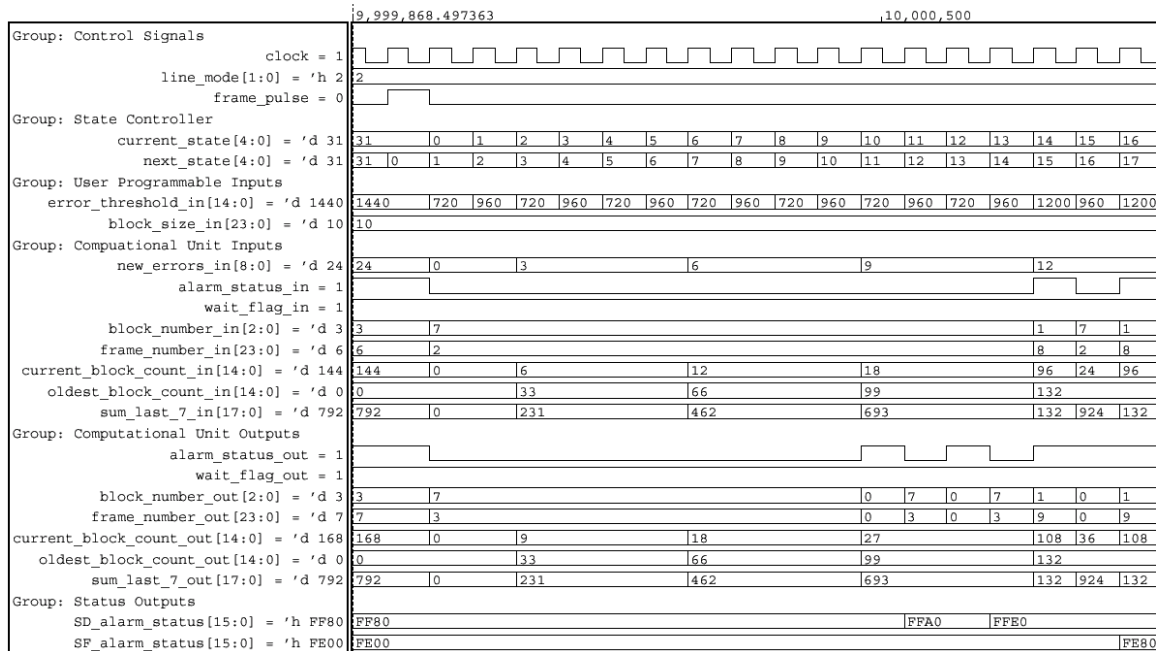 9,999,868.497363 10,000,500
Group: Control Signals
clock = 1
line_mode[1:0] = 'h 2 2
frame_pulse = 0
Group: State Controller
current_state[4:0] = 'd 31 31 0 1 2 3 4 5 6 7 8 9 10 11 12 13 14 15 16
next_state[4:0] = 'd 31 31 0 1 2 3 4 5 6 7 8 9 10 11 12 13 14 15 16 17
Group: User Programmable Inputs
error_threshold_in[14:0] = 'd 1440 1440 720 960 720 960 720 960 720 960 720 960 720 960 720 960 1200 960 1200
block_size_in[23:0] = 'd 10 10
Group: Compuational Unit Inputs
new_errors_in[8:0] = 'd 24 24 0 3 6 9 12
alarm_status_in = 1
wait_flag_in = 1
block_number_in[2:0] = 'd 3 3 7 1 7 1
frame_number_in[23:0] = 'd 6 6 2 8 2 8
current_block_count_in[14:0] = 'd 144 144 0 6 12 18 96 24 96
oldest_block_count_in[14:0] = 'd 0 0 33 66 99 132
sum_last_7_in[17:0] = 'd 792 792 0 231 462 693 132 924 132
Group: Computational Unit Outputs
alarm_status_out = 1
wait_flag_out = 1
block_number_out[2:0] = 'd 3 3 7 0 7 0 7 1 0 1
frame_number_out[23:0] = 'd 7 7 3 0 3 0 3 9 0 9
current_block_count_out[14:0] = 'd 168 168 0 9 18 27 108 36 108
oldest_block_count_out[14:0] = 'd 0 0 33 66 99 132
sum_last_7_out[17:0] = 'd 792 792 0 231 462 693 132 924 132
Group: Status Outputs
SD_alarm_status[15:0] = 'h FF80 FF80 FFA0 FFE0
SF_alarm_status[15:0] = 'h FE00 FE00 FE80